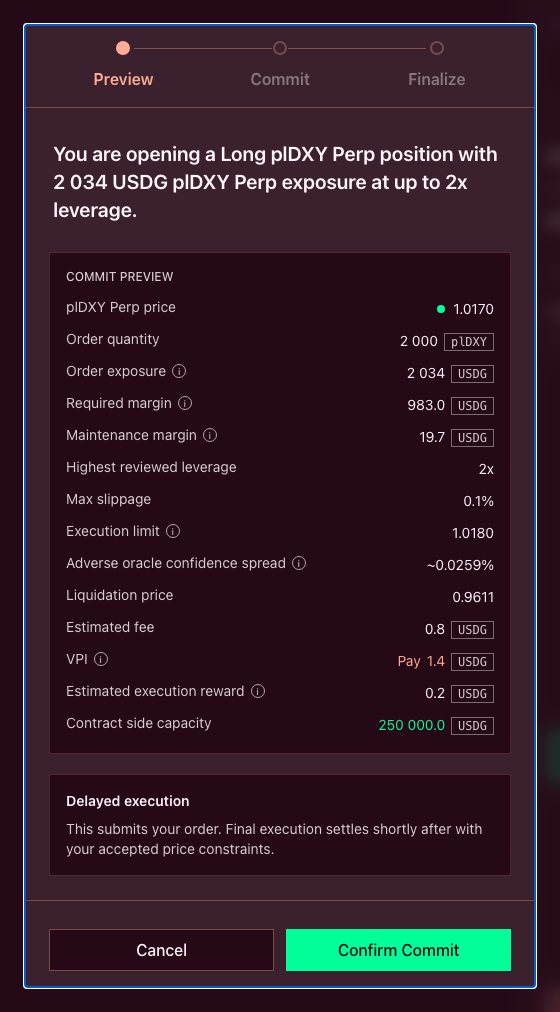 Preview
Commit
Finalize
You are opening a Long plDXY Perp position with
2 034 USDG plDXY Perp exposure at up to 2x
leverage.
COMMIT PREVIEW
plDXY Perp price 1.0170
Order quantity 2 000 plDXY
Order exposure 2 034 USDG
Required margin 983.0 USDG
Maintenance margin 19.7 USDG
Highest reviewed leverage 2x
Max slippage 0.1%
Execution limit 1.0180
Adverse oracle confidence spread ~0.0259%
Liquidation price 0.9611
Estimated fee 0.8 USDG
VPI Pay 1.4 USDG
Estimated execution reward 0.2 USDG
Contract side capacity 250 000.0 USDG
Delayed execution
This submits your order. Final execution settles shortly after with
your accepted price constraints.
Cancel
Confirm Commit